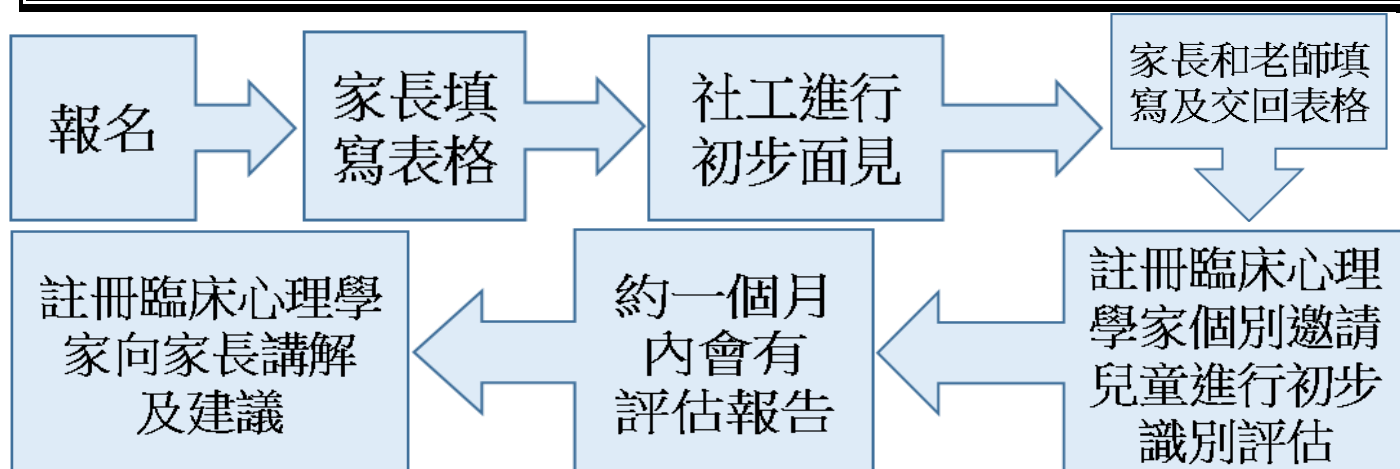 報名
家長填
寫表格
社工進行
初步面見
家長和老師填
寫及交回表格
註冊臨床心理
學家個別邀請
兒童進行初步
識別評估
約一個月
內會有
評估報告
註冊臨床心理學
家向家長講解
及建議